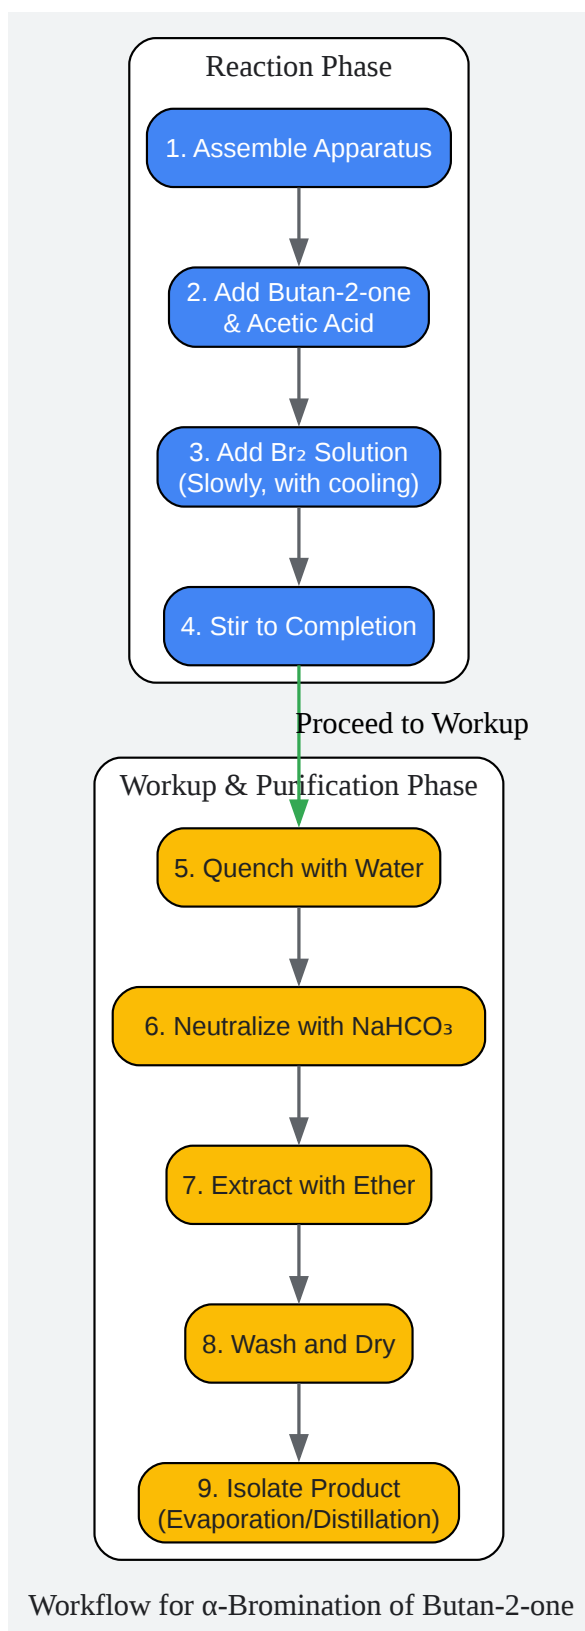 Reaction Phase
1. Assemble Apparatus
2. Add Butan-2-one
& Acetic Acid
3. Add Br₂ Solution
(Slowly, with cooling)
4. Stir to Completion
Proceed to Workup
Workup & Purification Phase
5. Quench with Water
6. Neutralize with NaHCO₃
7. Extract with Ether
8. Wash and Dry
9. Isolate Product
(Evaporation/Distillation)
Workflow for α-Bromination of Butan-2-one